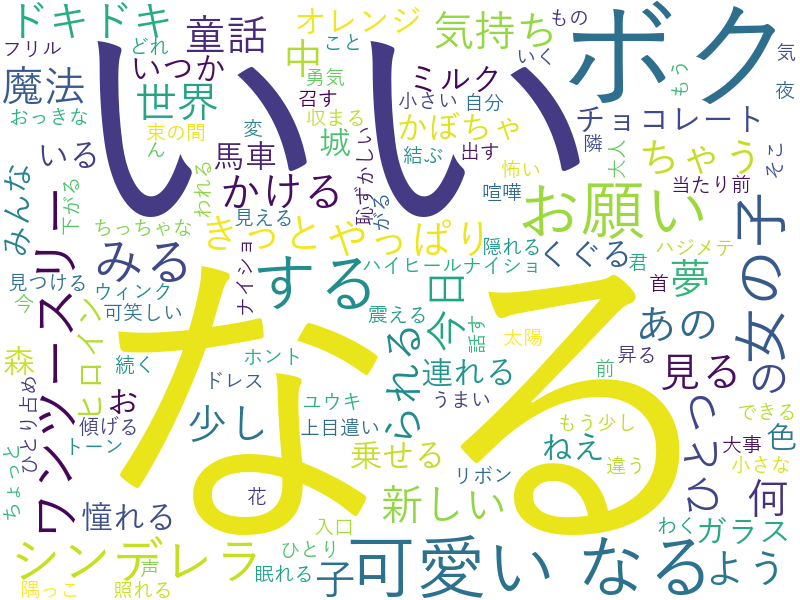 ドキドキ
童話
中
オレンジ
こと
気持ち
もの
いく
ボク
気
フリル
どれ
いつか
勇気
ミルク
もう
夜
魔法
世界
召す
小さい
自分
チョコレート
おっきな
束の間
変
収まる
かぼちゃ
隣
いい
みんな
いる
ん
馬車
城
結ぶ
出す
大人
ちゃう
そこ
下がる
ちっちゃな
われる
かける
恥ずかしい
がる
怖い
喧嘩
お願い
当たり前
女の子
見える
きっと
やっぱり
隠れる
くぐる
ハジメテ
みる
ナイショ
する
ハイヒールナイショ
君
首
夢
の
見つける
ウィンク
可笑しい
ワンツースリー
今
ヒロイン
なる
られる
今日
震える
話す
太陽
あの
森
続く
ホント
連れる
前
昇る
見る
ひとり占め
お
ドレス
ユウキ
うまい
ひとつ
できる
傾げる
トーン
少し
上目遣い
もう少し
ねえ
大事
色
ちょっと
憧れる
乗せる
リボン
違う
小さな
何
花
入口
新しい
わく
ガラス
シンデレラ
声
ひとり
子
眠れる
可愛い
なる
よう
隅っこ
照れる